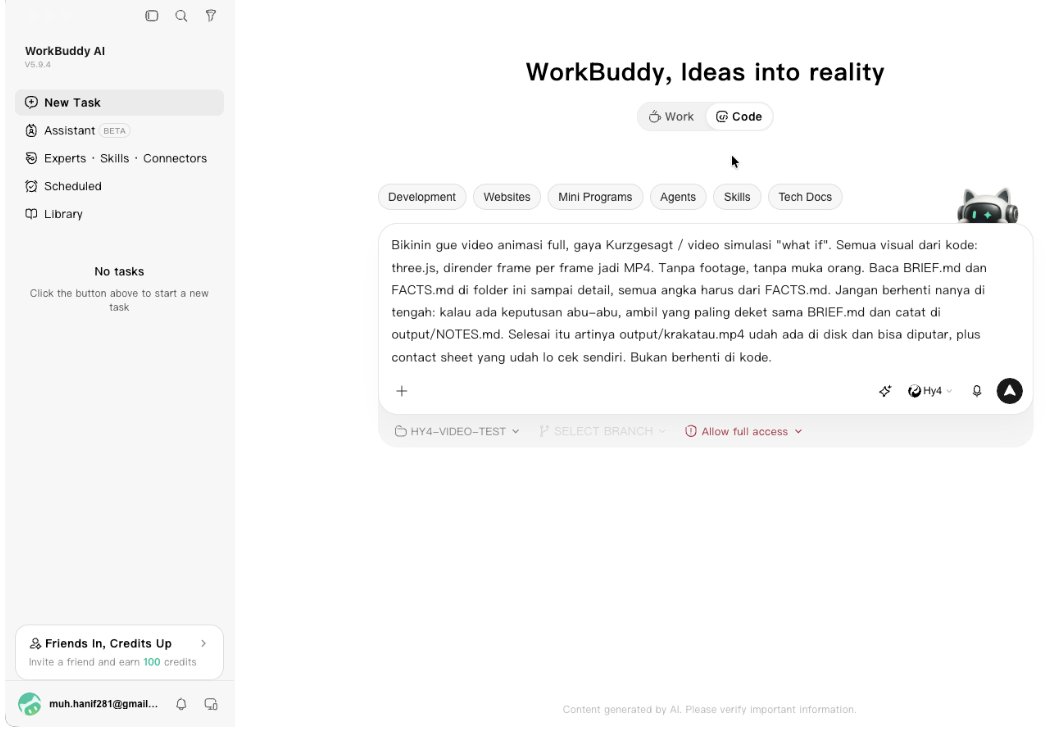 WorkBuddy AI
V5.9.4
New Task
Assistant BETA
Experts · Skills · Connectors
Scheduled
Library
No tasks
Click the button above to start a new
task
Friends In, Credits Up
Invite a friend and earn 100 credits
muh.hanif281@gmail...
WorkBuddy, Ideas into reality
Work
Code
Development
Websites
Mini Programs
Agents
Skills
Tech Docs
Bikinin gue video animasi full, gaya Kurzgesagt / video simulasi "what if". Semua visual dari kode:
three.js, dirender frame per frame jadi MP4. Tanpa footage, tanpa muka orang. Baca BRIEF.md dan
FACTS.md di folder ini sampai detail, semua angka harus dari FACTS.md. Jangan berhenti nanya di
tengah: kalau ada keputusan abu-abu, ambil yang paling deket sama BRIEF.md dan catat di
output/NOTES.md. Selesai itu artinya output/krakatau.mp4 udah ada di disk dan bisa diputar, plus
contact sheet yang udah lo cek sendiri. Bukan berhenti di kode.
Hy4
HY4-VIDEO-TEST
SELECT BRANCH
Allow full access
Content generated by AI. Please verify important information.